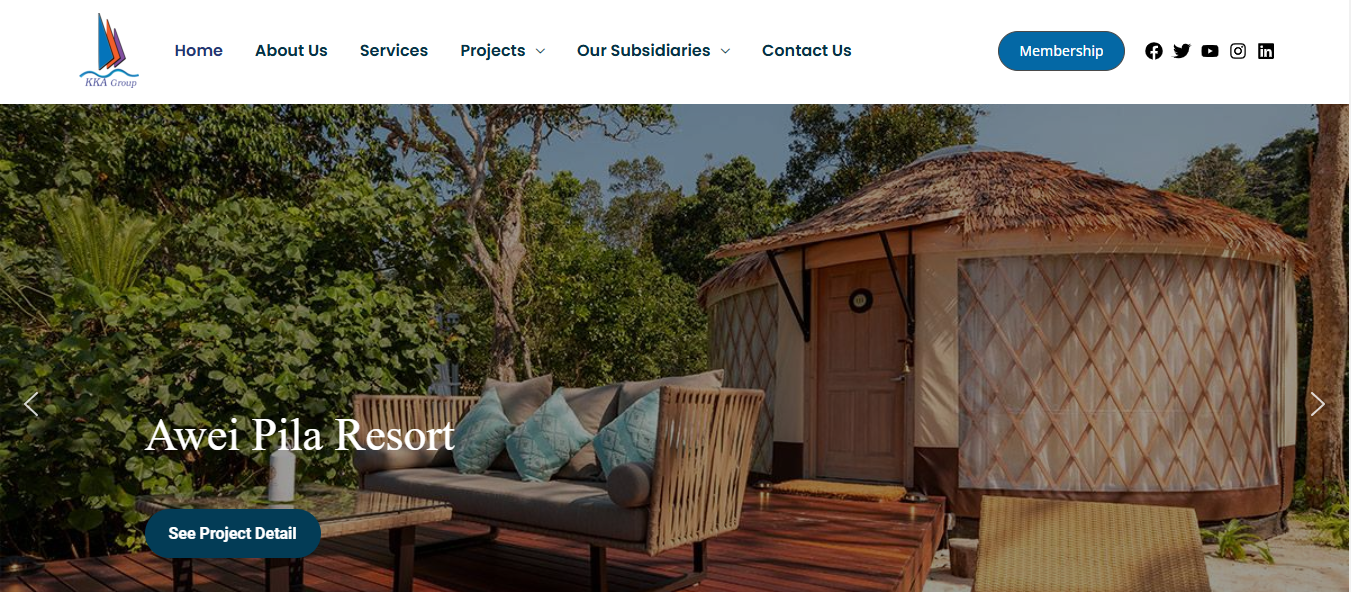 KKA Group
Home
About Us
Services
Projects
Our Subsidiaries
Contact Us
Membership
Awei Pila Resort
See Project Detail